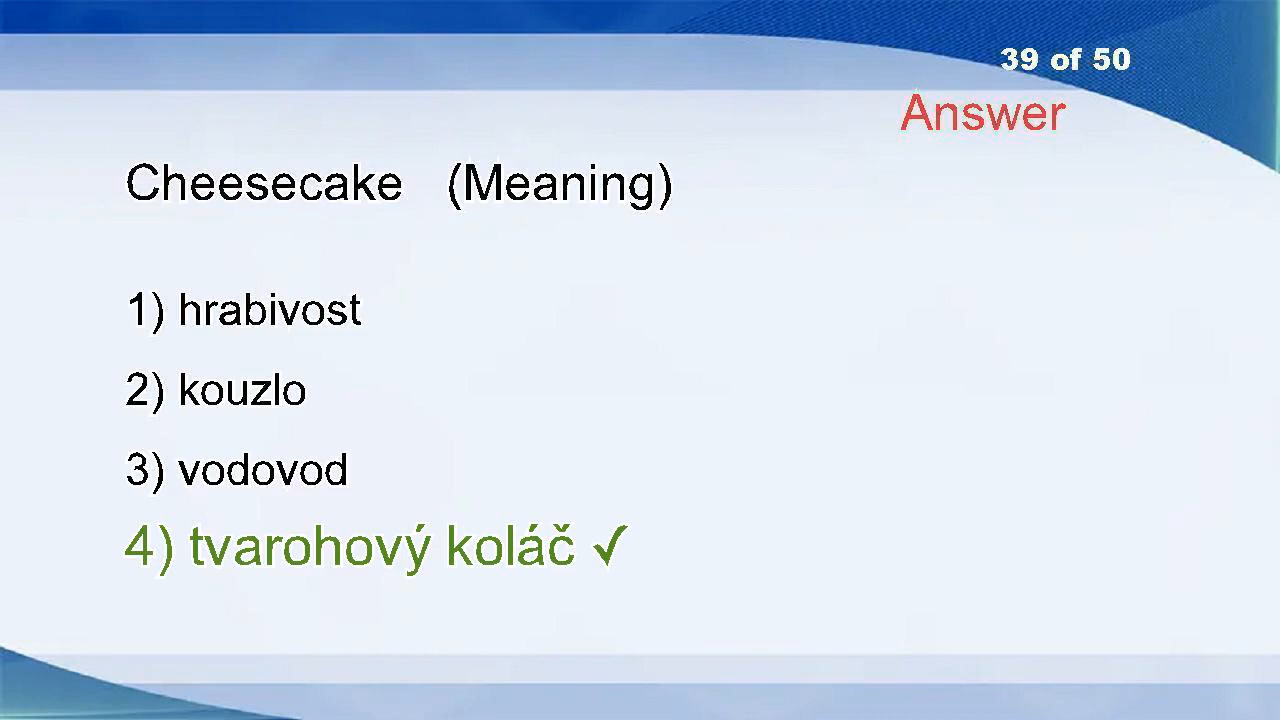 39 of 50
Answer
Cheesecake (Meaning)
1) hrabivost
2) kouzlo
3) vodovod
4) tvarohový koláč ✓